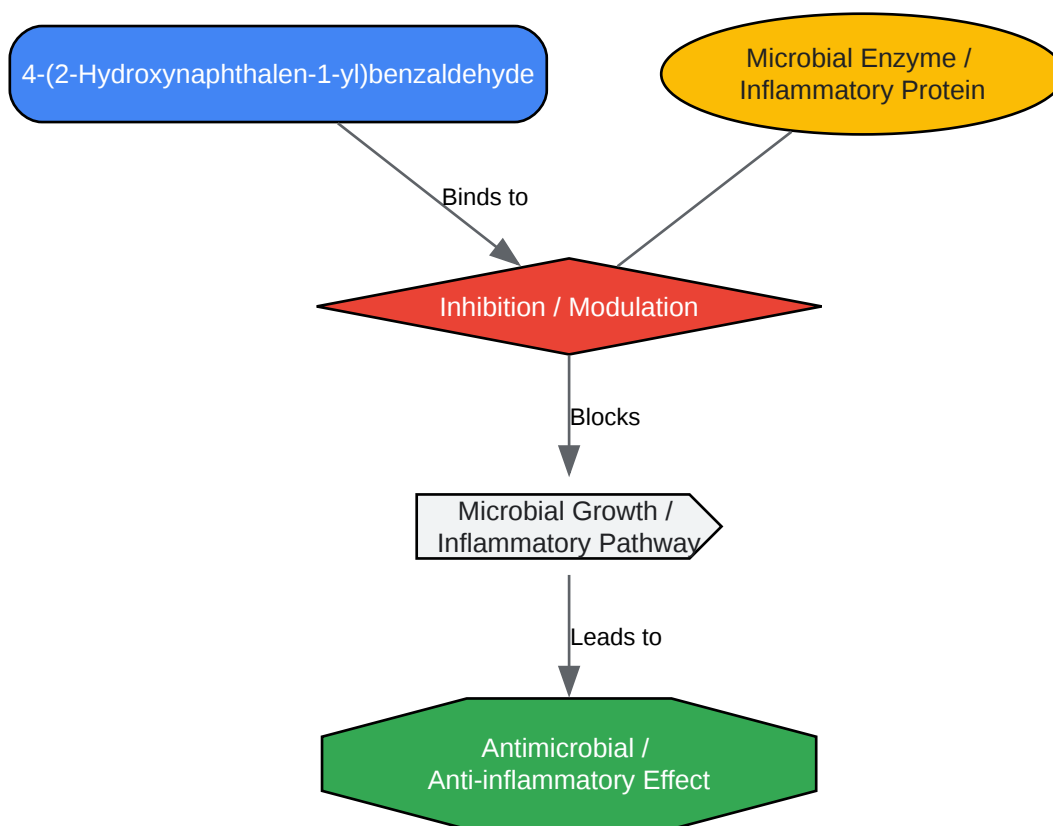 4-(2-Hydroxynaphthalen-1-yl)benzaldehyde
Microbial Enzyme /
Inflammatory Protein
Binds to
Inhibition / Modulation
Blocks
Microbial Growth /
Inflammatory Pathway
Leads to
Antimicrobial /
Anti-inflammatory Effect